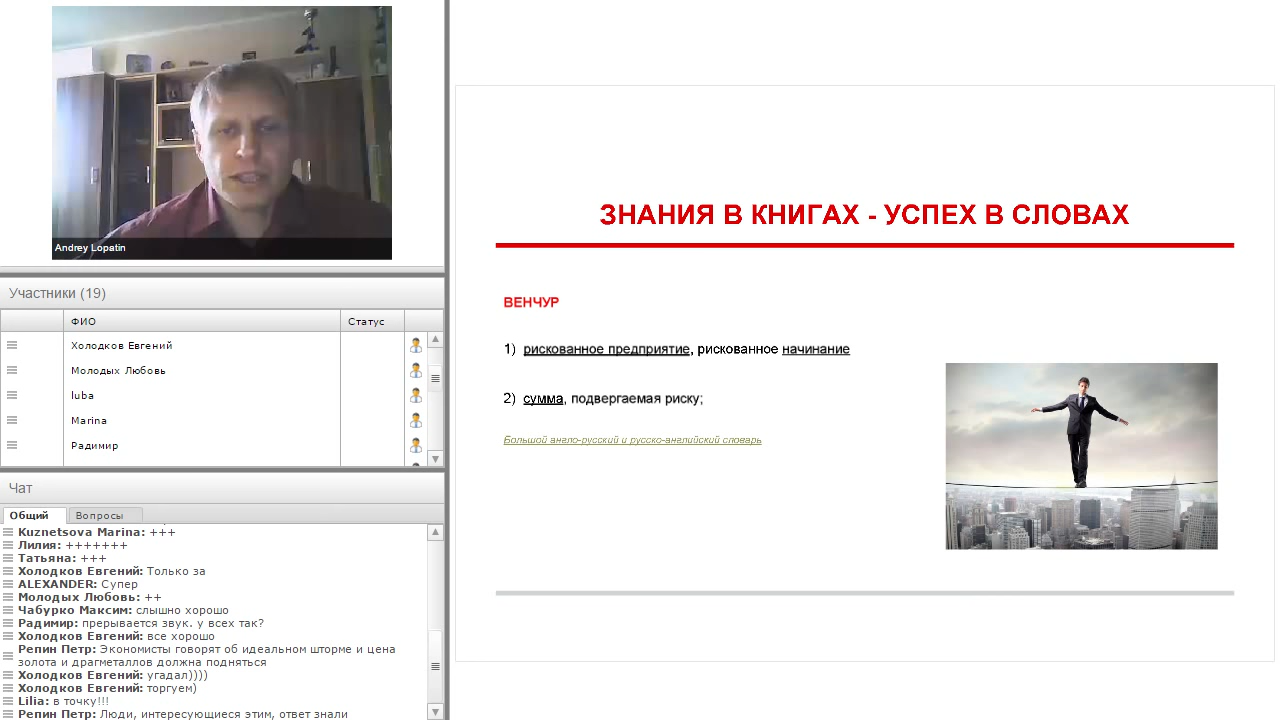 Andrey Lopatin
Участники (19)
ФИО
Статус
Холодков Евгений
Молодых Любовь
luba
Marina
Радимир
Чат
Общий
Вопросы
Kuznetsova Marina: +++
Лилия: +++++++
Татьяна: +++
Холодков Евгений: Только за
ALEXANDER: Супер
Молодых Любовь: ++
Чабурко Максим: слышно хорошо
Радимир: прерывается звук. у всех так?
Холодков Евгений: все хорошо
Репин Петр: Экономисты говорят об идеальном шторме и цена
золота и драгметаллов должна подняться
Холодков Евгений: угадал))))
Холодков Евгений: торгуем)
Lilia: в точку!!!
Репин Петр: Люди, интересующиеся этим, ответ знали
ЗНАНИЯ В КНИГАХ - УСПЕХ В СЛОВАХ
ВЕНЧУР
1) рискованное предприятие, рискованное начинание
2) сумма, подвергаемая риску;
Большой англо-русский и русско-английский словарь